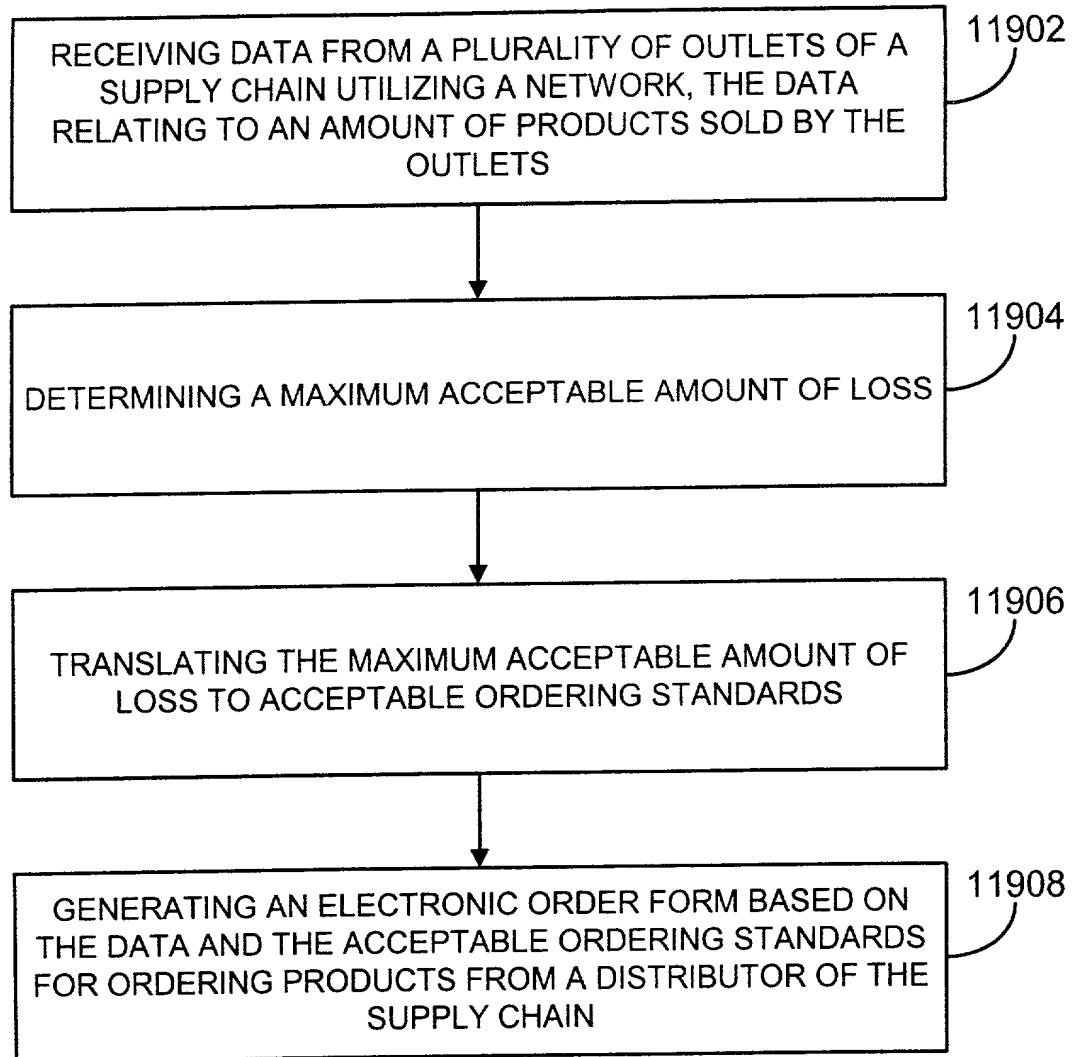 RECEIVING DATA FROM A PLURALITY OF OUTLETS OF A
SUPPLY CHAIN UTILIZING A NETWORK, THE DATA
RELATING TO AN AMOUNT OF PRODUCTS SOLD BY THE
OUTLETS
11902
DETERMINING A MAXIMUM ACCEPTABLE AMOUNT OF LOSS
11904
TRANSLATING THE MAXIMUM ACCEPTABLE AMOUNT OF
LOSS TO ACCEPTABLE ORDERING STANDARDS
11906
GENERATING AN ELECTRONIC ORDER FORM BASED ON
THE DATA AND THE ACCEPTABLE ORDERING STANDARDS
FOR ORDERING PRODUCTS FROM A DISTRIBUTOR OF THE
SUPPLY CHAIN
11908